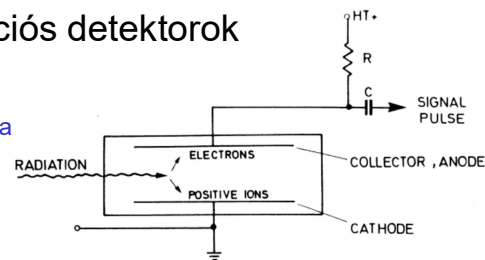 ciós detektorok
a
HT+
R
C
SIGNAL
PULSE
ELECTRONS
RADIATION
COLLECTOR , ANODE
POSITIVE IONS
CATHODE